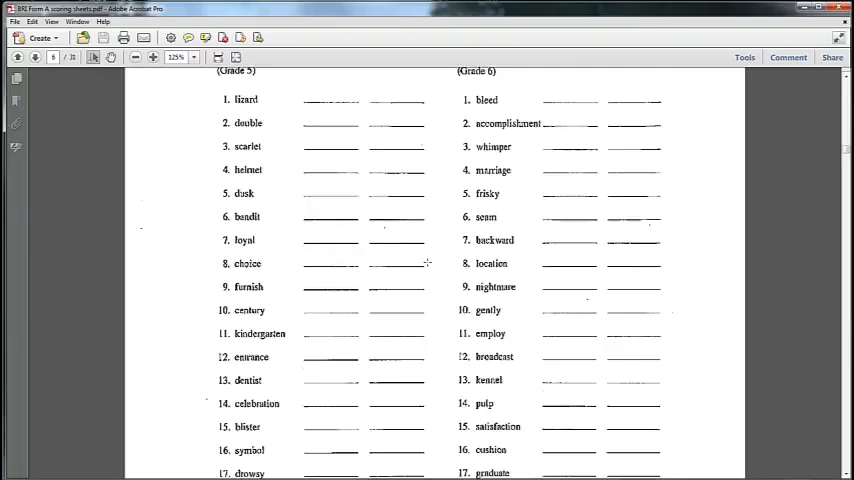 BRI Form A scoring sheets.pdf - Adobe Acrobat Pro
File Edit View Window Help
Create
Tools Comment Share
6 / 31 125%
(Grade 5) (Grade 6)
1. lizard 1. bleed
2. double 2. accomplishment
3. scarlet 3. whimper
4. helmet 4. marriage
5. dusk 5. frisky
6. bandit 6. seam
7. loyal 7. backward
8. choice 8. location
9. furnish 9. nightmare
10. century 10. gently
11. kindergarten 11. employ
12. entrance 12. broadcast
13. dentist 13. kennel
14. celebration 14. pulp
15. blister 15. satisfaction
16. symbol 16. cushion
17. drowsy 17. graduate